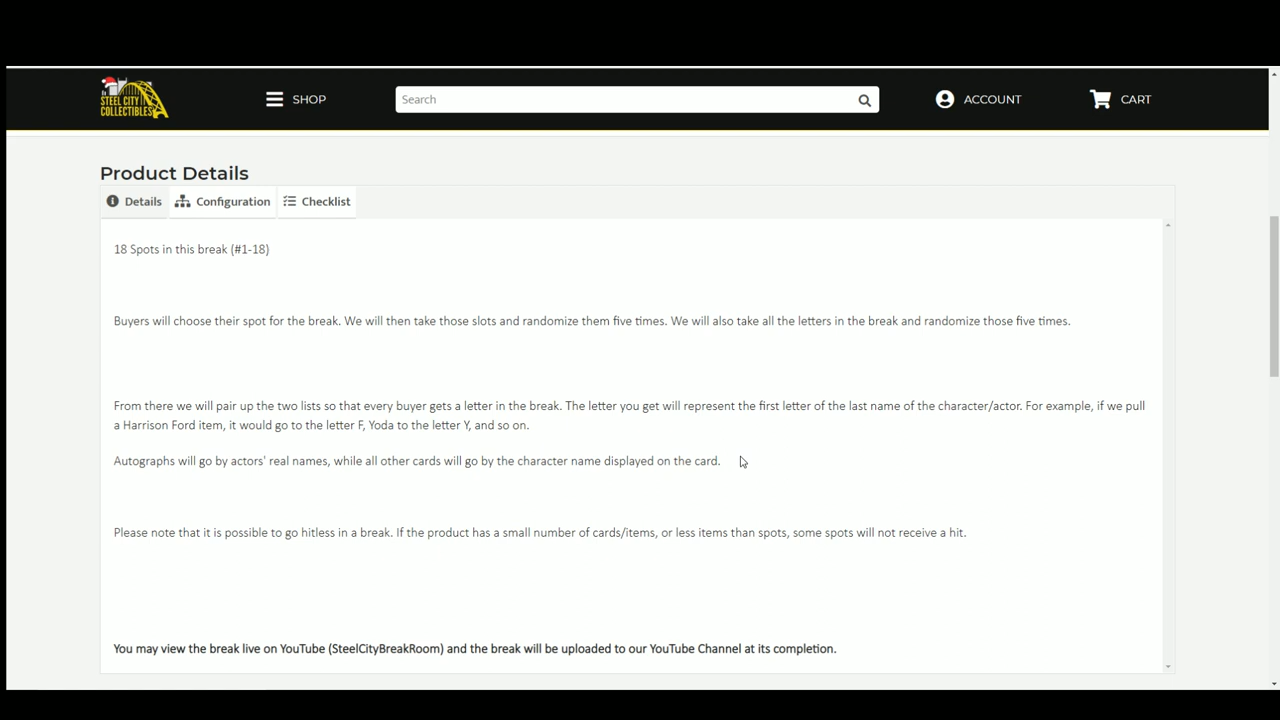 STEEL CITY
COLLECTIBLES
SHOP
Search
ACCOUNT
CART
Product Details
Details
Configuration
Checklist
18 Spots in this break (#1-18)
Buyers will choose their spot for the break. We will then take those slots and randomize them five times. We will also take all the letters in the break and randomize those five times.
From there we will pair up the two lists so that every buyer gets a letter in the break. The letter you get will represent the first letter of the last name of the character/actor. For example, if we pull
a Harrison Ford item, it would go to the letter F, Yoda to the letter Y, and so on.
Autographs will go by actors' real names, while all other cards will go by the character name displayed on the card.
Please note that it is possible to go hitless in a break. If the product has a small number of cards/items, or less items than spots, some spots will not receive a hit.
You may view the break live on YouTube (SteelCityBreakRoom) and the break will be uploaded to our YouTube Channel at its completion.